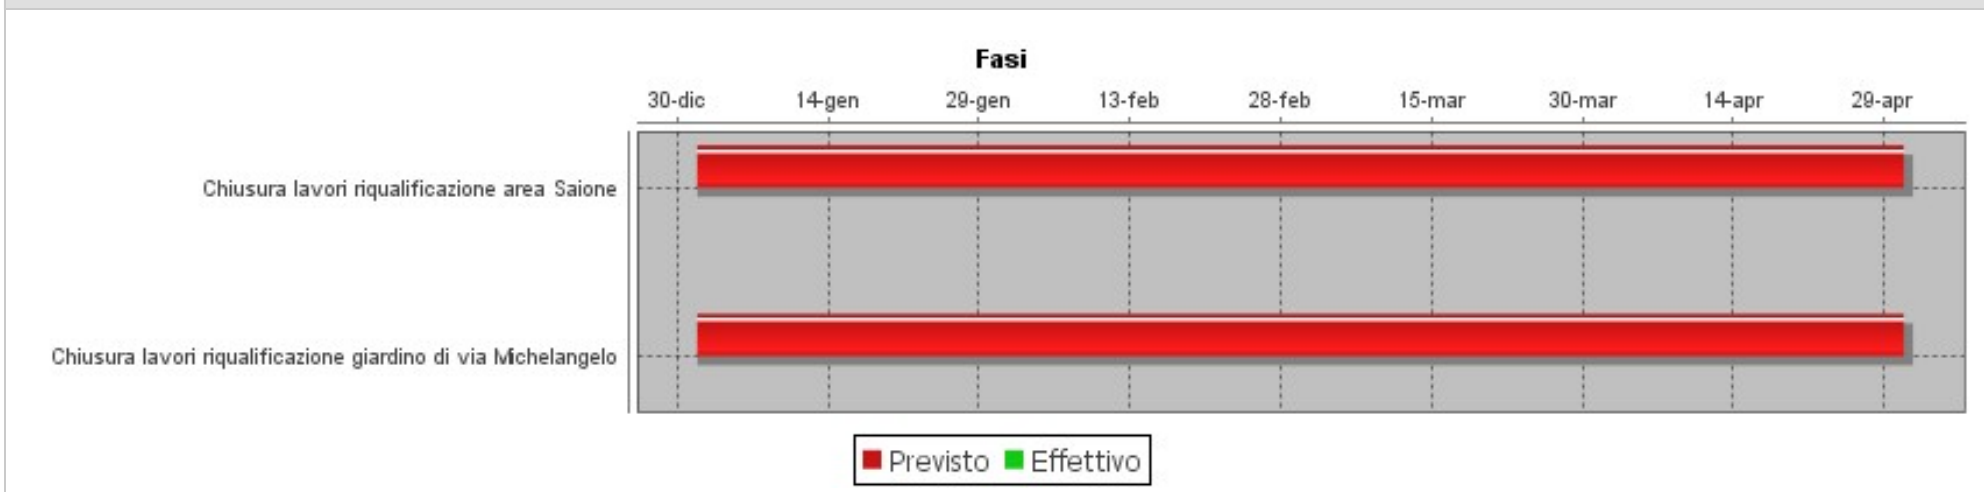 Fasi
30-dic 14-gen 29-gen 13-feb 28-feb 15-mar 30-mar 14-apr 29-apr
Chiusura lavori riqualificazione area Saione
Chiusura lavori riqualificazione giardino di via Michelangelo
Previsto Effettivo